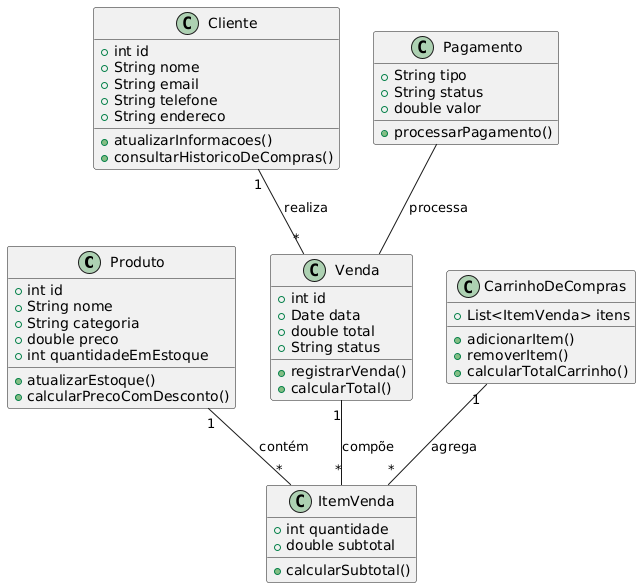 C Cliente
int id
String nome
String email
String telefone
String endereco
atualizarInformacoes()
consultarHistoricoDeCompras()
C Pagamento
String tipo
String status
double valor
processarPagamento()
1
realiza
*
processa
C Produto
int id
String nome
String categoria
double preco
int quantidadeEmEstoque
atualizarEstoque()
calcularPrecoComDesconto()
C Venda
int id
Date data
double total
String status
registrarVenda()
calcularTotal()
C CarrinhoDeCompras
List<ItemVenda> itens
adicionarItem()
removerItem()
calcularTotalCarrinho()
1
contém
*
1
compõe
*
1
agrega
*
C ItemVenda
int quantidade
double subtotal
calcularSubtotal()